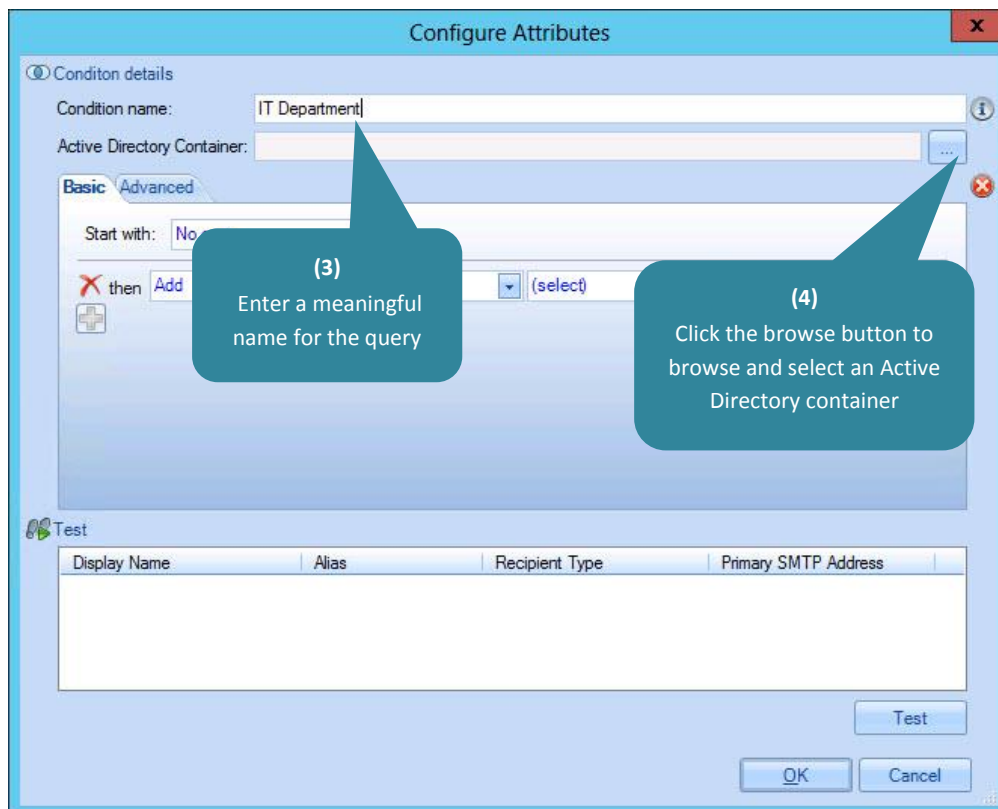 Configure Attributes
x
Conditon details
Condition name: IT Department
Active Directory Container:
...
Basic Advanced
Start with: No
then Add (select)
(3)
Enter a meaningful
name for the query
(4)
Click the browse button to
browse and select an Active
Directory container
Test
Display Name Alias Recipient Type Primary SMTP Address
Test
OK Cancel